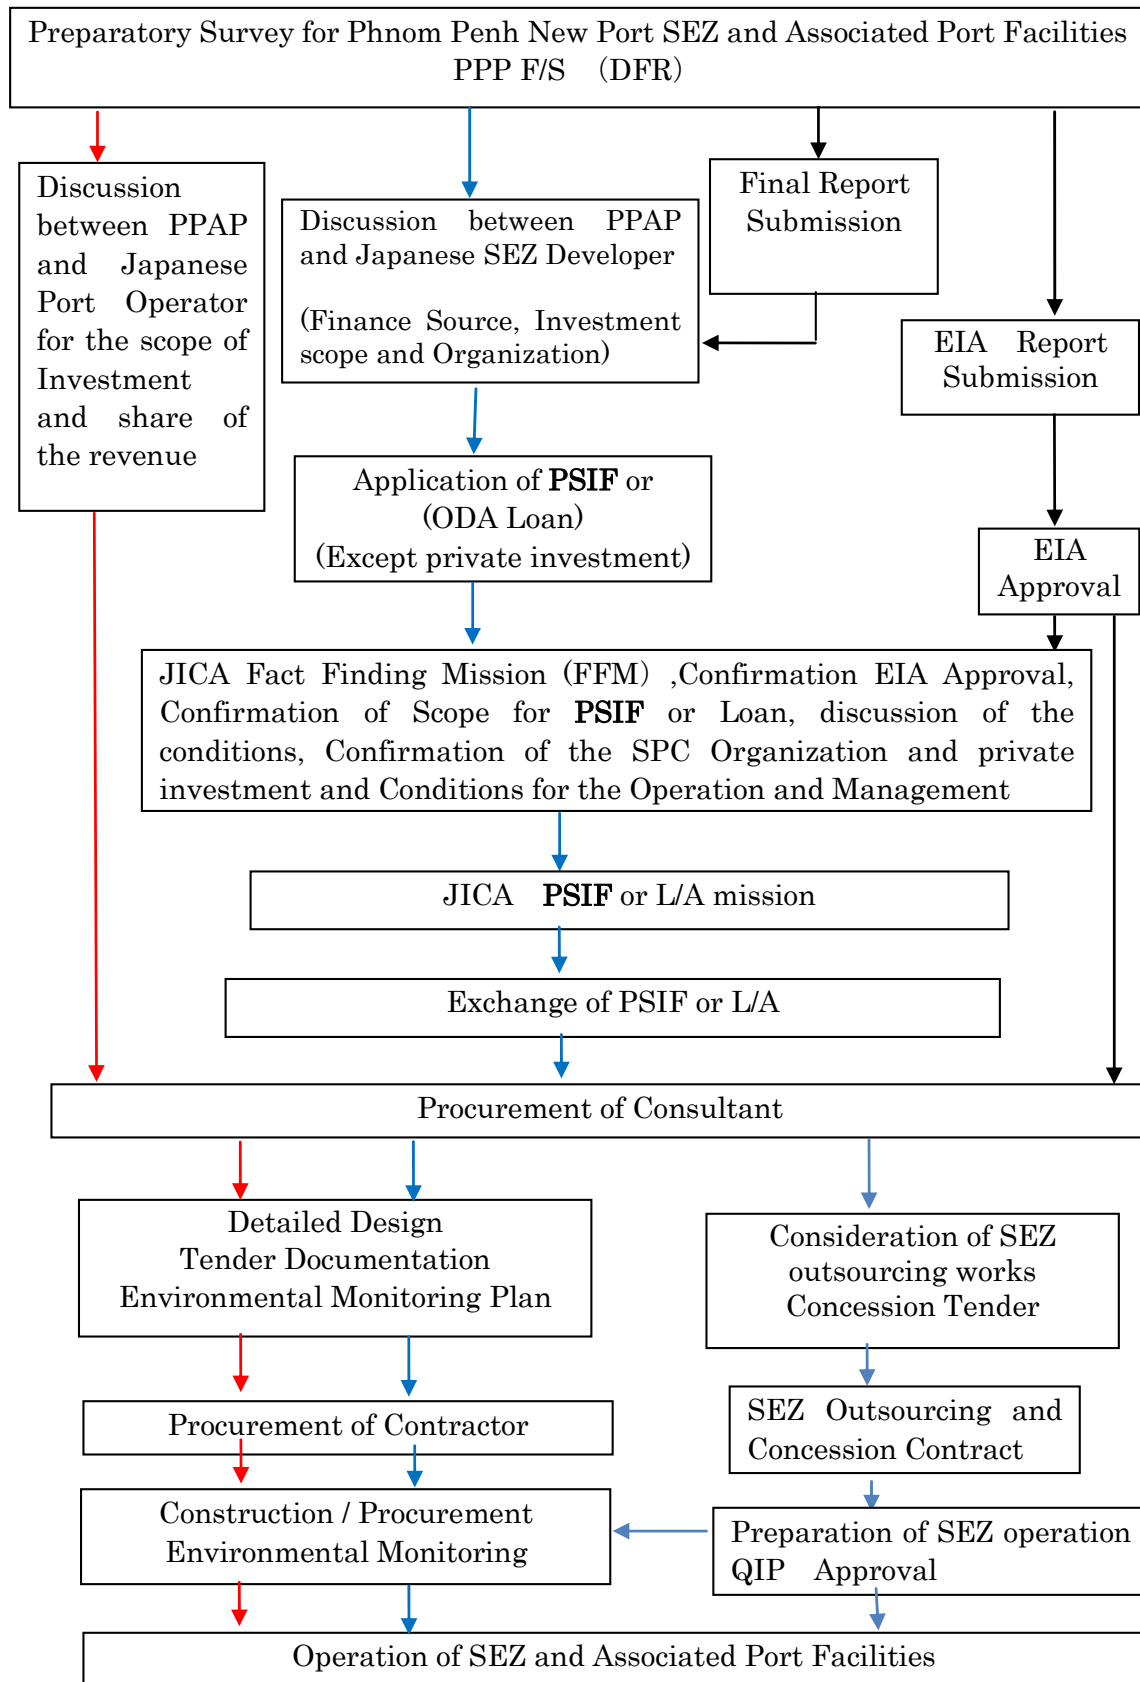 Preparatory Survey for Phnom Penh New Port SEZ and Associated Port Facilities
PPP F/S （DFR）
Discussion
between PPAP
and Japanese
Port Operator
for the scope of
Investment
and share of
the revenue
Discussion between PPAP
and Japanese SEZ Developer
(Finance Source, Investment
scope and Organization)
Final Report
Submission
EIA Report
Submission
Application of PSIF or
(ODA Loan)
(Except private investment)
EIA
Approval
JICA Fact Finding Mission (FFM) ,Confirmation EIA Approval,
Confirmation of Scope for PSIF or Loan, discussion of the
conditions, Confirmation of the SPC Organization and private
investment and Conditions for the Operation and Management
JICA PSIF or L/A mission
Exchange of PSIF or L/A
Procurement of Consultant
Detailed Design
Tender Documentation
Environmental Monitoring Plan
Consideration of SEZ
outsourcing works
Concession Tender
Procurement of Contractor
SEZ Outsourcing and
Concession Contract
Construction / Procurement
Environmental Monitoring
Preparation of SEZ operation
QIP Approval
Operation of SEZ and Associated Port Facilities